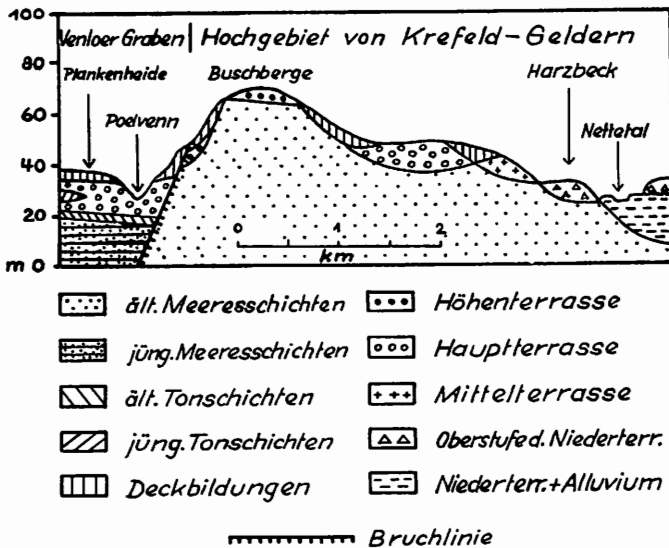 100
Venloer Graben | Hochgebiet von Krefeld-Geldern
Plankenheide
Buschberge
Harzbeck
80
Poelvenn
Nettetal
60
40
20
m 0
0 1 2
km
ält. Meeresschichten
Höhenterrasse
jüng. Meeresschichten
Hauptterrasse
ält. Tonschichten
Mittelterrasse
jüng. Tonschichten
Oberstufe d. Niederterr.
Deckbildungen
Niederterr.+Alluvium
Bruchlinie